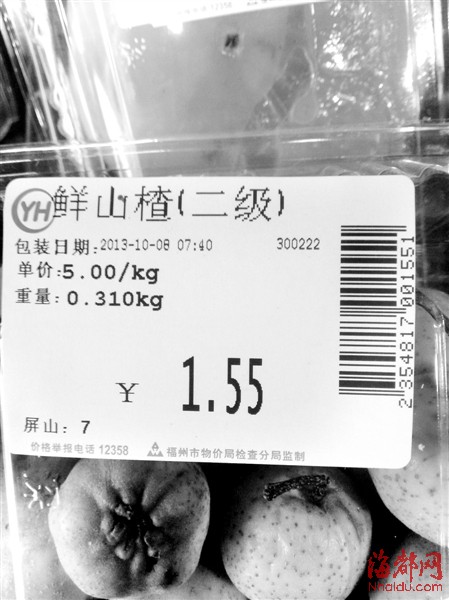 12358
YH 鲜山楂(二级)
包装日期:2013-10-08 07:40 300222
单价:5.00/kg
重量:0.310kg
¥ 1.55
屏山: 7
价格举报电话 12358 福州市物价局检查分局监制
2354817001551
海都网
Nhaidu.com